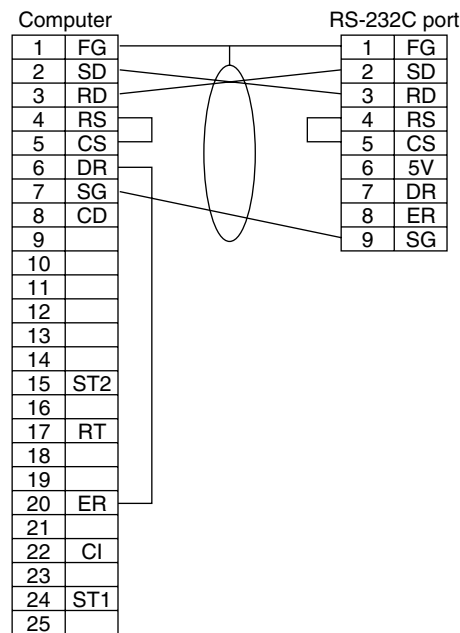 Computer RS-232C port
1 FG 1 FG
2 SD 2 SD
3 RD 3 RD
4 RS 4 RS
5 CS 5 CS
6 DR 6 5V
7 SG 7 DR
8 CD 8 ER
9 9 SG
10
11
12
13
14
15 ST2
16
17 RT
18
19
20 ER
21
22 CI
23
24 ST1
25